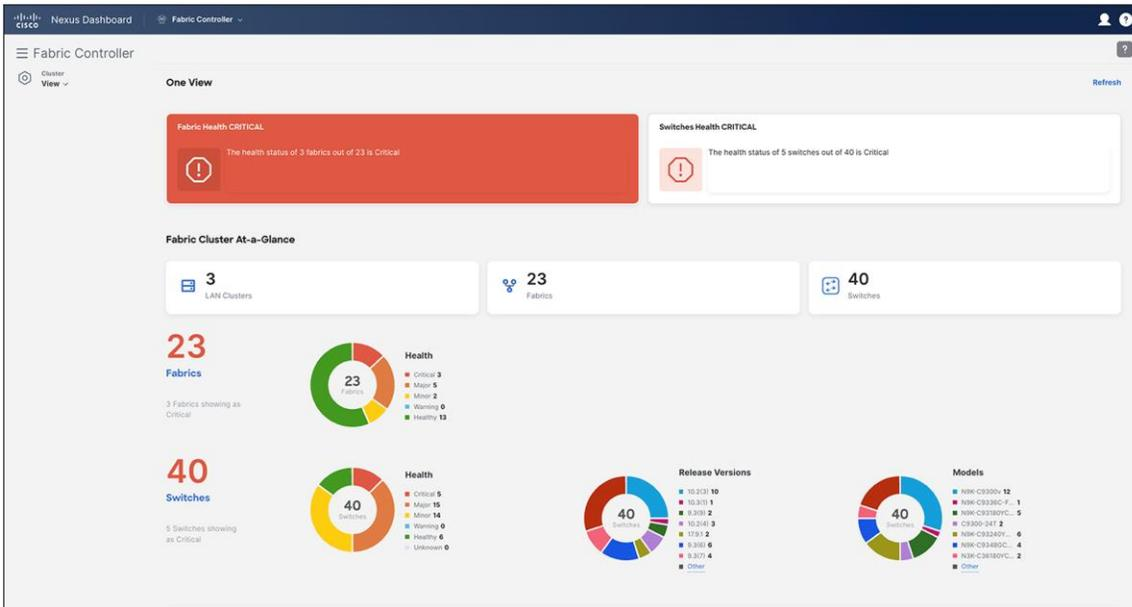 CISCO Nexus Dashboard Fabric Controller
?
Fabric Controller
?
Cluster
View
One View
Refresh
Fabric Health CRITICAL
The health status of 3 fabrics out of 23 is Critical
Switches Health CRITICAL
The health status of 5 switches out of 40 is Critical
Fabric Cluster At-a-Glance
3
LAN Clusters
23
Fabrics
40
Switches
23
Fabrics
3 Fabrics showing as
Critical
23
Fabrics
Health
Critical 3
Major 5
Minor 2
Warning 0
Healthy 13
40
Switches
5 Switches showing
as Critical
40
Switches
Health
Critical 5
Major 15
Minor 14
Warning 0
Healthy 6
Unknown 0
40
Switches
Release Versions
10.2(3) 10
10.3(1) 1
9.3(9) 2
10.2(4) 3
17.9.1 2
9.3(8) 6
9.3(7) 4
Other
40
Switches
Models
N9K-C9300v 12
N9K-C9336C-F... 1
N9K-C93180YC... 5
C9300-24T 2
N9K-C93240Y... 6
N9K-C9348GC... 4
N3K-C36180YC... 2
Other